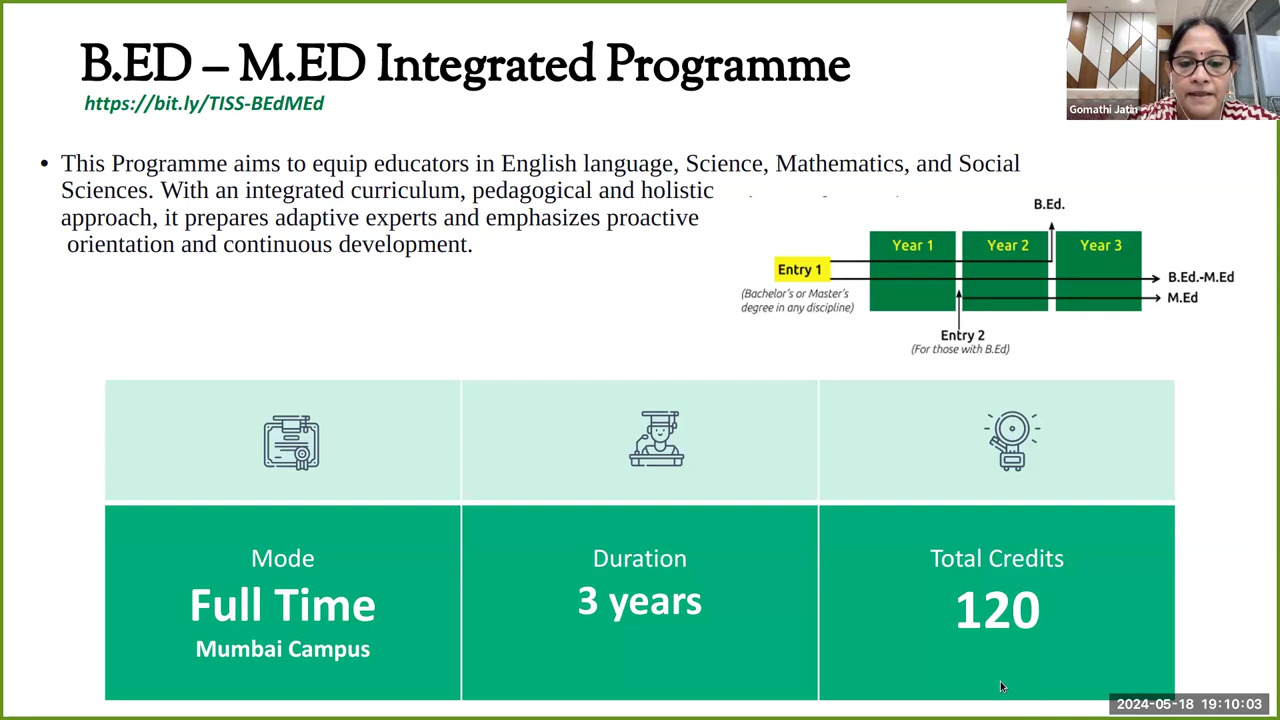 B.ED – M.ED Integrated Programme
https://bit.ly/TISS-BEdMEd
Gomathi Jatin
• This Programme aims to equip educators in English language, Science, Mathematics, and Social
Sciences. With an integrated curriculum, pedagogical and holistic
approach, it prepares adaptive experts and emphasizes proactive
orientation and continuous development.
B.Ed.
Year 1
Year 2
Year 3
Entry 1
(Bachelor's or Master's
degree in any discipline)
B.Ed.-M.Ed
M.Ed
Entry 2
(For those with B.Ed)
Mode
Full Time
Mumbai Campus
Duration
3 years
Total Credits
120
2024-05-18 19:10:03